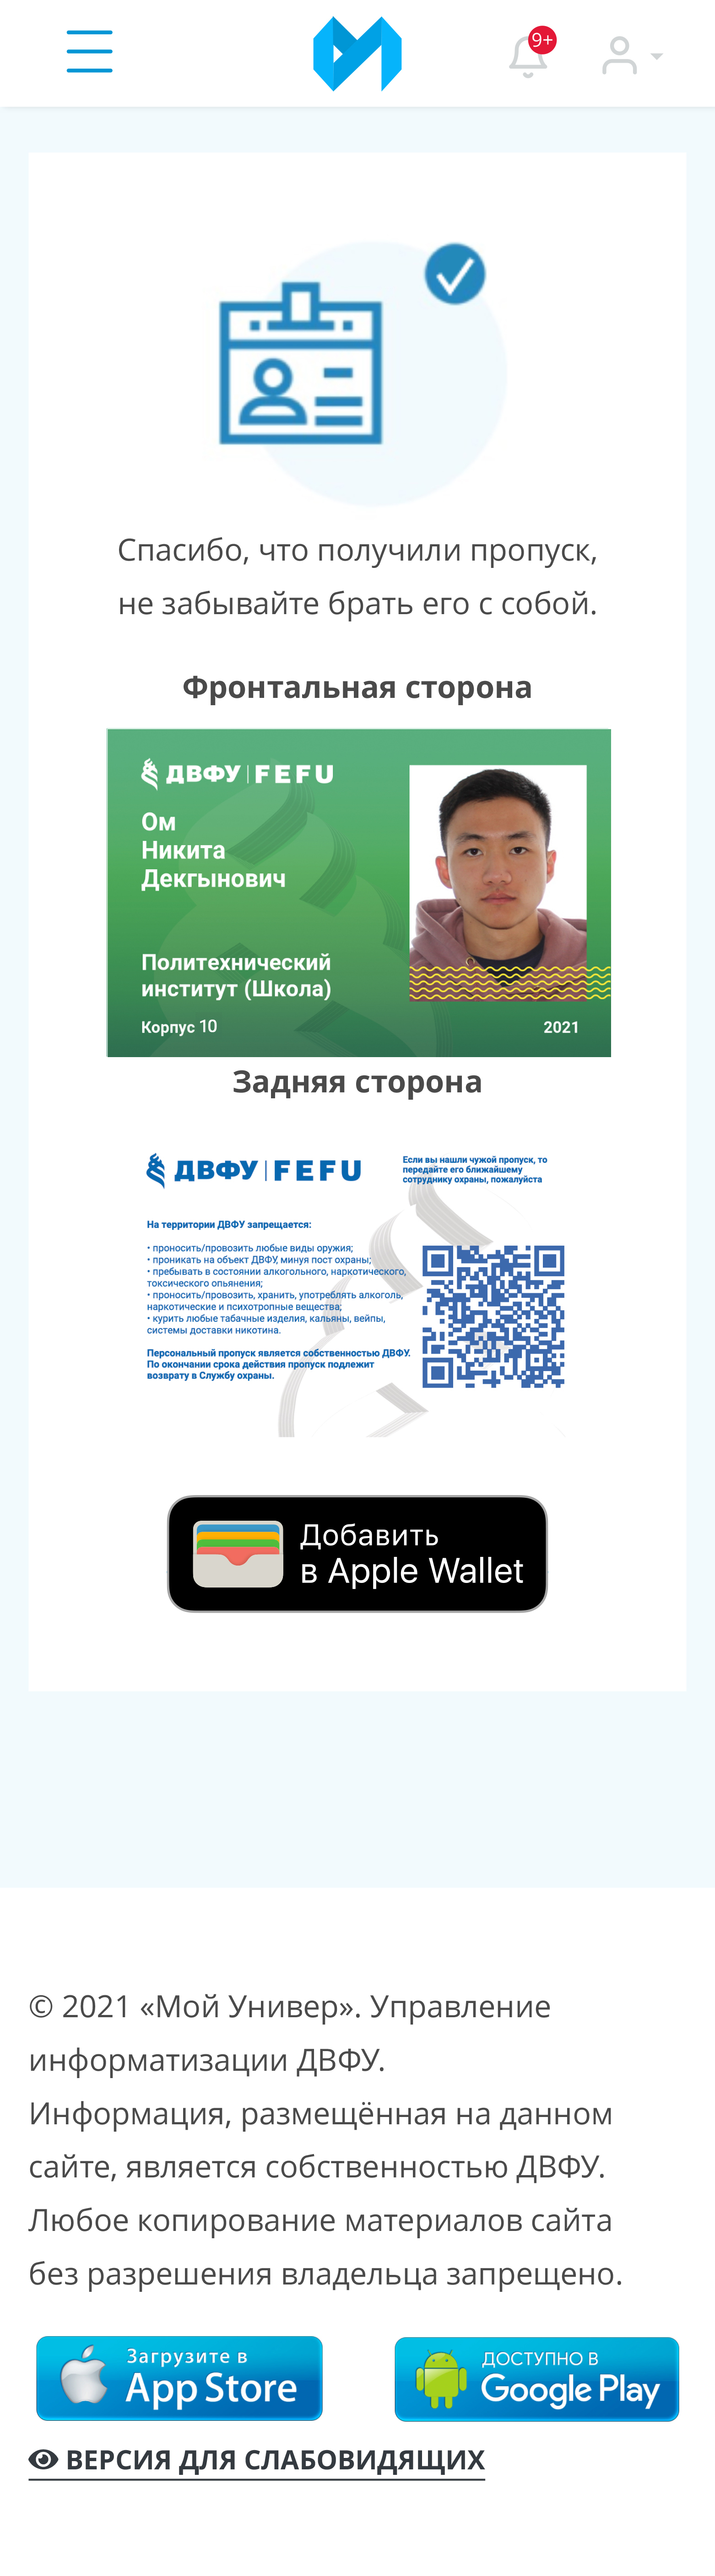 9+
Спасибо, что получили пропуск,
не забывайте брать его с собой.
Фронтальная сторона
ДВФУ | FEFU
Ом
Никита
Декгынович
Политехнический
институт (Школа)
Корпус 10
2021
Задняя сторона
ДВФУ | FEFU
Если вы нашли чужой пропуск, то
передайте его ближайшему
сотруднику охраны, пожалуйста
На территории ДВФУ запрещается:
• проносить/провозить любые виды оружия;
• проникать на объект ДВФУ, минуя пост охраны;
• пребывать в состоянии алкогольного, наркотического,
токсического опьянения;
• проносить/провозить, хранить, употреблять алкоголь,
наркотические и психотропные вещества;
• курить любые табачные изделия, кальяны, вейпы,
системы доставки никотина.
Персональный пропуск является собственностью ДВФУ.
По окончании срока действия пропуск подлежит
возврату в Службу охраны.
Добавить
в Apple Wallet
© 2021 «Мой Универ». Управление
информатизации ДВФУ.
Информация, размещённая на данном
сайте, является собственностью ДВФУ.
Любое копирование материалов сайта
без разрешения владельца запрещено.
Загрузите в
App Store
ДОСТУПНО В
Google Play
ВЕРСИЯ ДЛЯ СЛАБОВИДЯЩИХ